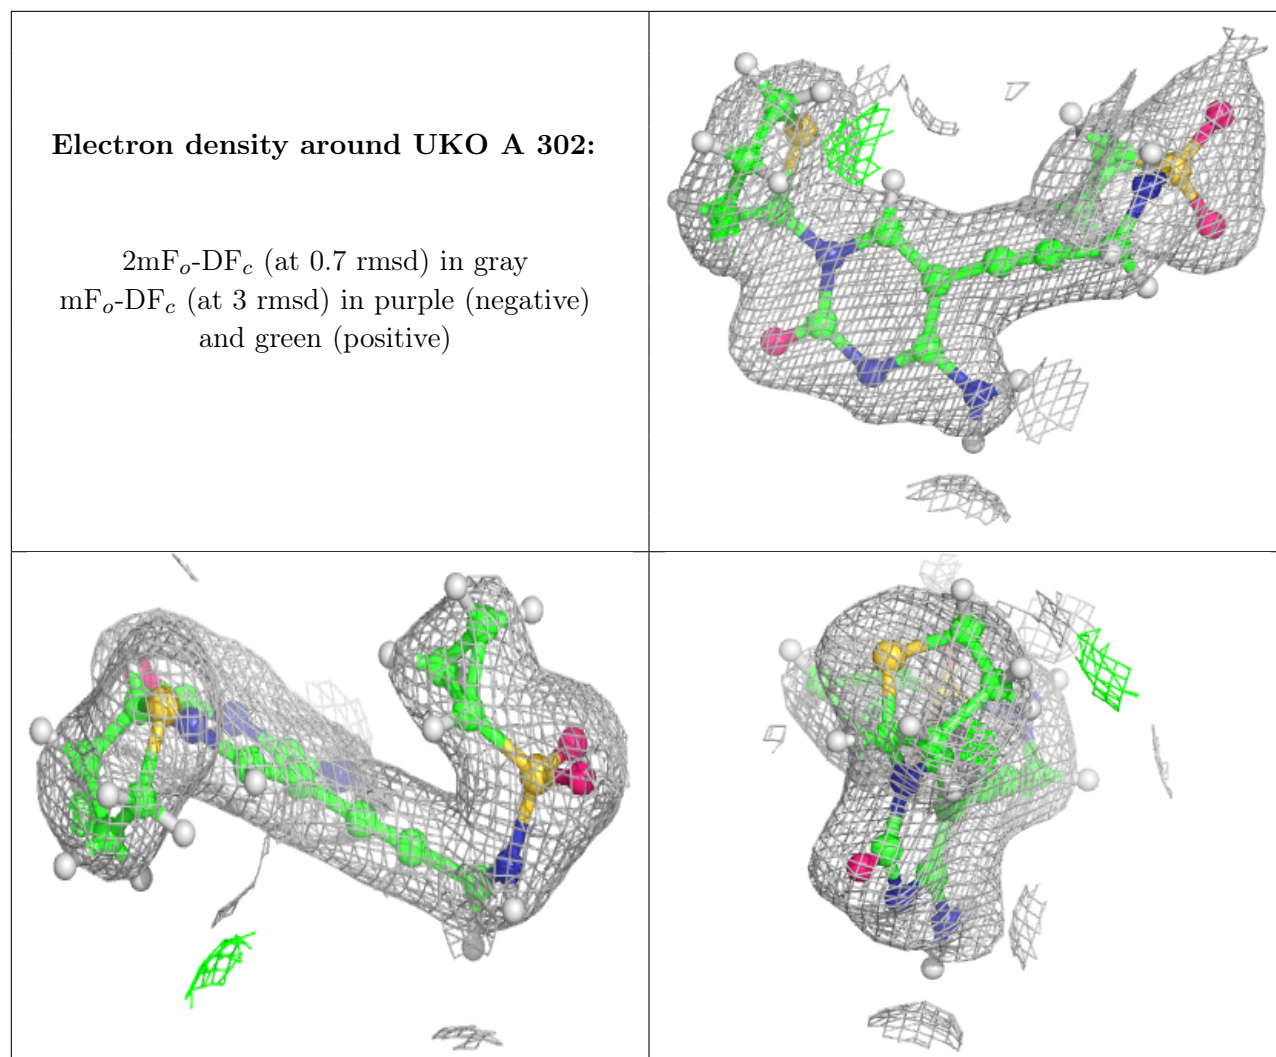 Electron density around UKO A 302:
2mFo-DFc (at 0.7 rmsd) in gray
mFo-DFc (at 3 rmsd) in purple (negative)
and green (positive)